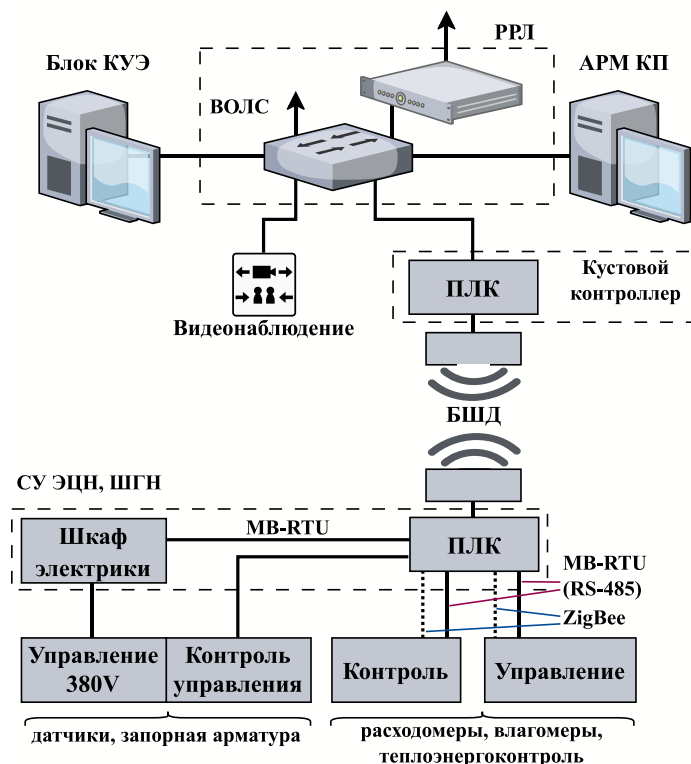 РРЛ
Блок КУЭ
АРМ КП
ВОЛС
Кустовой
контроллер
ПЛК
Видеонаблюдение
БШД
СУ ЭЦН, ШГН
MB-RTU
Шкаф
электрики
ПЛК
MB-RTU
(RS-485)
ZigBee
Управление
380V
Контроль
управления
Контроль
Управление
датчики, запорная арматура
расходомеры, влагомеры,
теплоэнергоконтроль